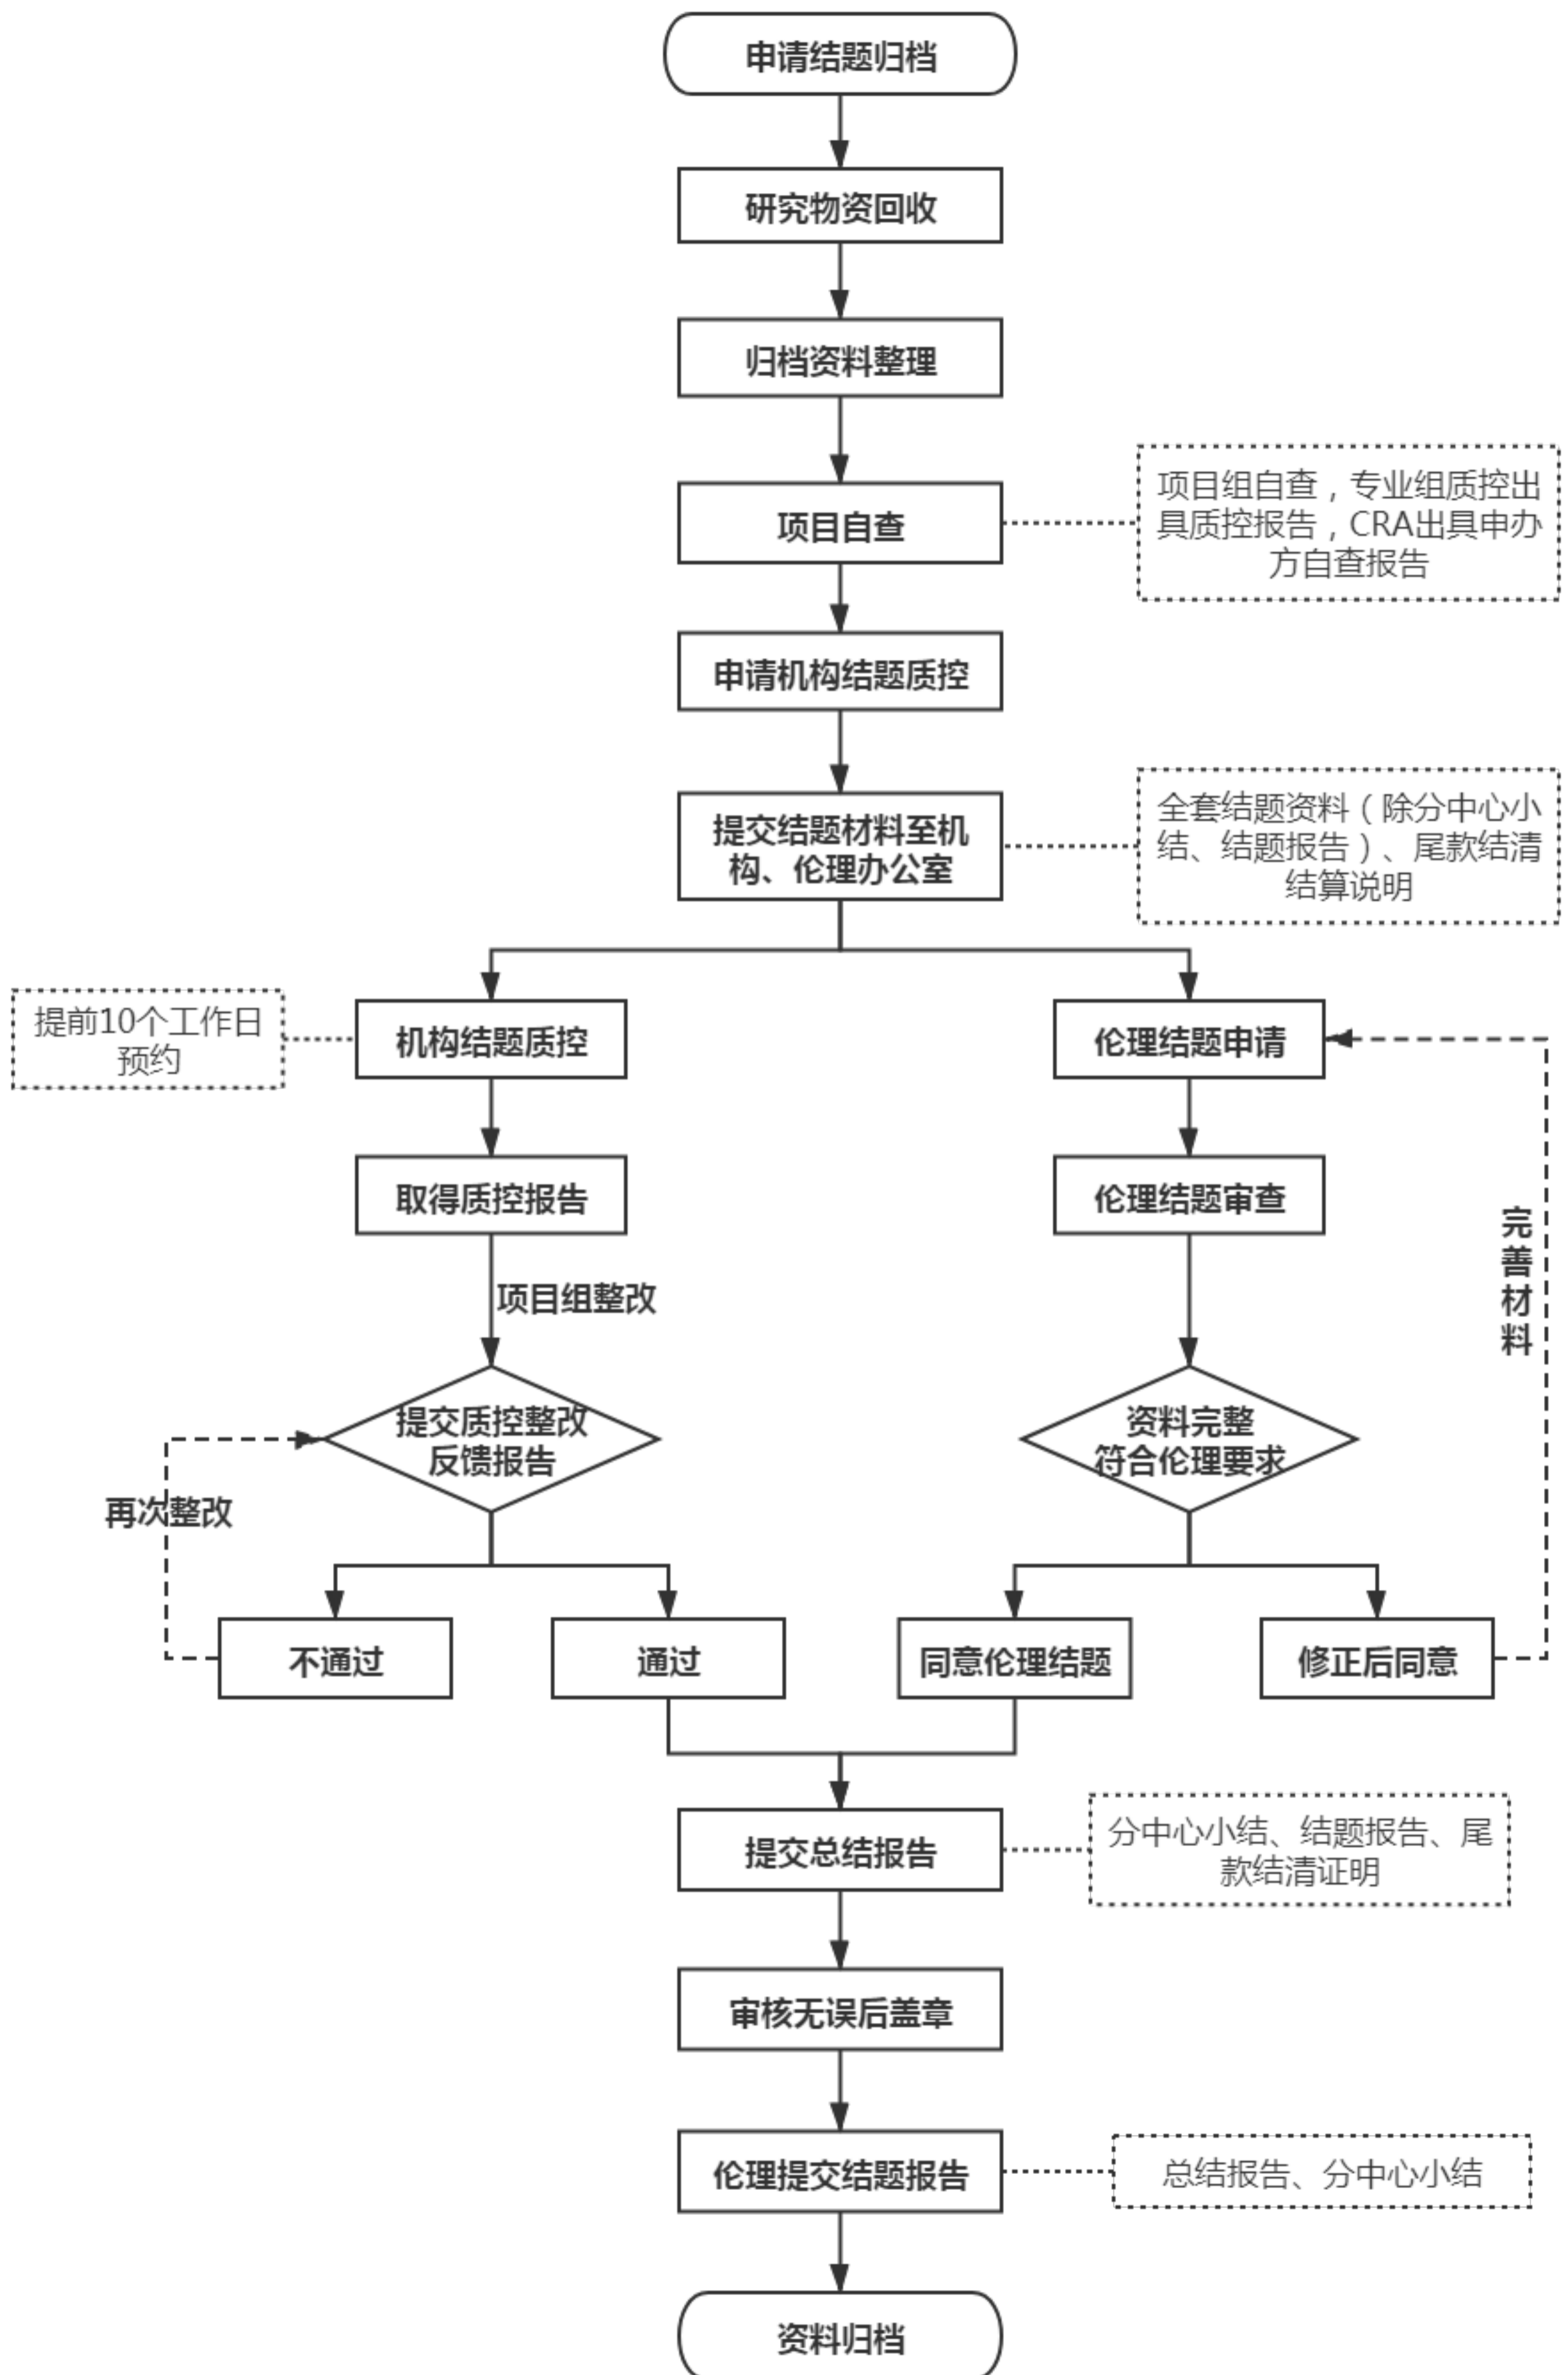 申请结题归档
研究物资回收
归档资料整理
项目自查
项目组自查，专业组质控出
具质控报告，CRA出具申办
方自查报告
申请机构结题质控
提交结题材料至机
构、伦理办公室
全套结题资料（除分中心小
结、结题报告）、尾款结清
结算说明
提前10个工作日
预约
机构结题质控
伦理结题申请
取得质控报告
伦理结题审查
完善材料
项目组整改
提交质控整改
反馈报告
资料完整
符合伦理要求
再次整改
不通过
通过
同意伦理结题
修正后同意
提交总结报告
分中心小结、结题报告、尾
款结清证明
审核无误后盖章
伦理提交结题报告
总结报告、分中心小结
资料归档